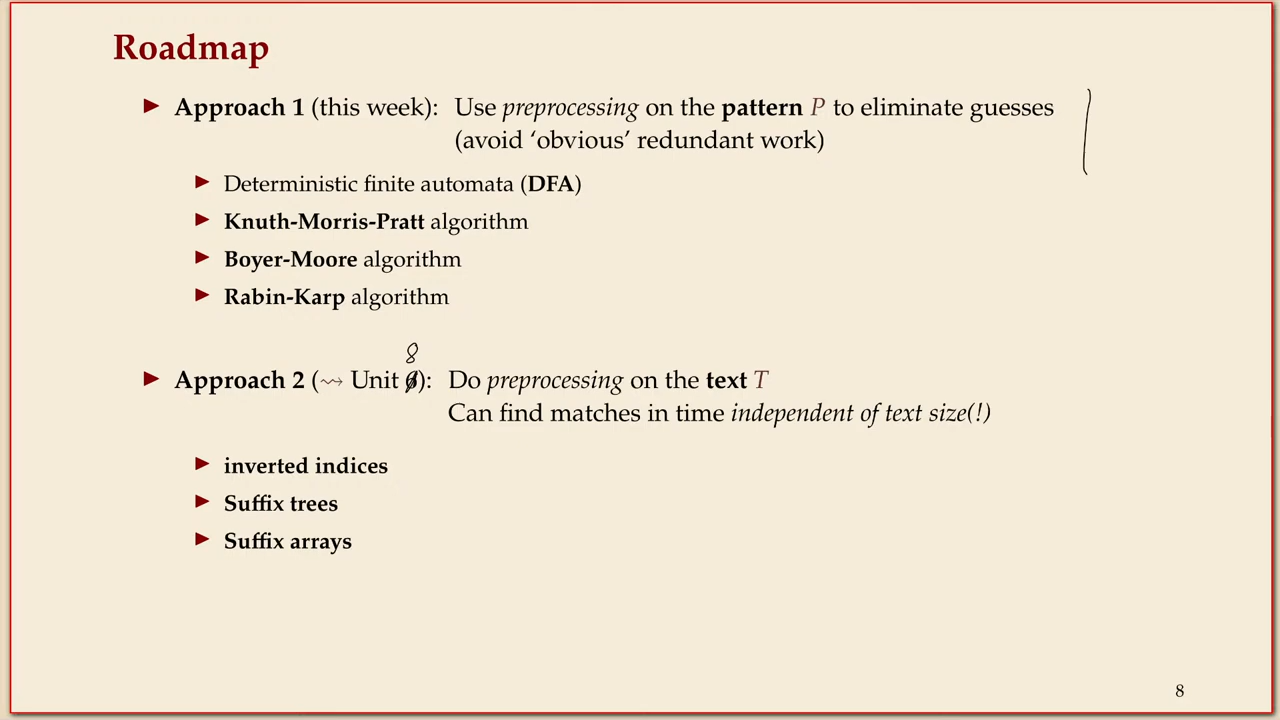 Roadmap
▶ Approach 1 (this week): Use preprocessing on the pattern P to eliminate guesses
(avoid ‘obvious’ redundant work)
▶ Deterministic finite automata (DFA)
▶ Knuth-Morris-Pratt algorithm
▶ Boyer-Moore algorithm
▶ Rabin-Karp algorithm
8
▶ Approach 2 (⇝ Unit ): Do preprocessing on the text T
Can find matches in time independent of text size(!)
▶ inverted indices
▶ Suffix trees
▶ Suffix arrays
8